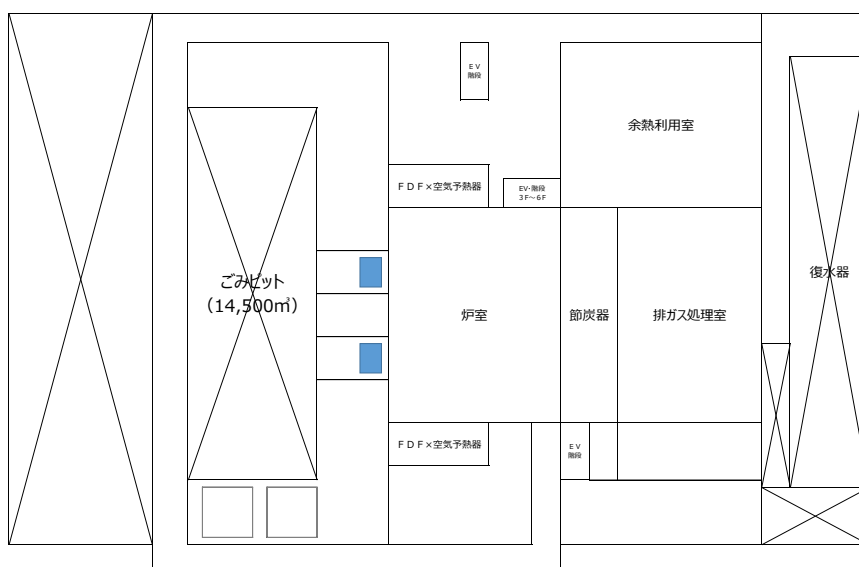 ＥＶ
階段
余熱利用室
ＦＤＦ×空気予熱器
EV・階段
３F～６F
ごみピット
（14,500㎥）
炉室
節炭器
排ガス処理室
復水器
ＦＤＦ×空気予熱器
ＥＶ
階段